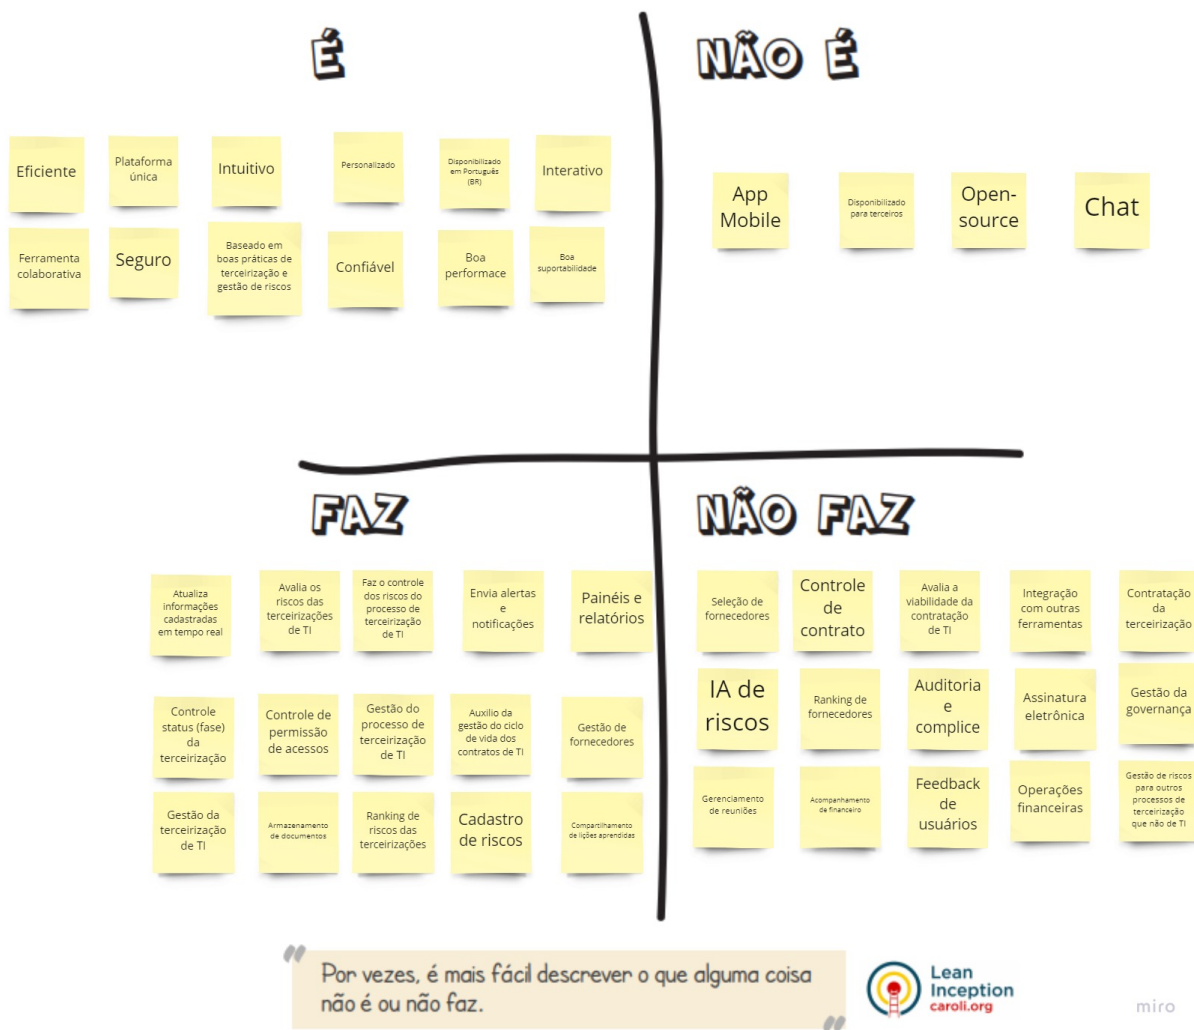 É
NÃO É
Eficiente
Plataforma
única
Intuitivo
Personalizado
Disponibilizado
em Português
(BR)
Interativo
Ferramenta
colaborativa
Seguro
Baseado em
boas práticas de
terceirização e
gestão de riscos
Confiável
Boa
performace
Boa
suportabilidade
App
Mobile
Disponibilizado
para terceiros
Open-
source
Chat
FAZ
NÃO FAZ
Atualiza
informações
cadastradas
em tempo real
Avalia os
riscos das
terceirizações
de TI
Faz o controle
dos riscos do
processo de
terceirização
de TI
Envia alertas
e
notificações
Painéis e
relatórios
Controle
status (fase)
da
terceirização
Controle de
permissão
de acessos
Gestão do
processo de
terceirização
de TI
Auxílio da
gestão do ciclo
de vida dos
contratos de TI
Gestão de
fornecedores
Gestão da
terceirização
de TI
Armazenamento
de documentos
Ranking de
riscos das
terceirizações
Cadastro
de riscos
Compartilhamento
de lições aprendidas
Seleção de
fornecedores
Controle
de
contrato
Avalia a
viabilidade da
contratação
de TI
Integração
com outras
ferramentas
Contratação
da
terceirização
IA de
riscos
Ranking de
fornecedores
Auditoria
e
complice
Assinatura
eletrônica
Gestão da
governança
Gerenciamento
de reuniões
Acompanhamento
de financeiro
Feedback
de
usuários
Operações
financeiras
Gestão de riscos
para outros
processos de
terceirização
que não de TI
" Por vezes, é mais fácil descrever o que alguma coisa
não é ou não faz. "
Lean
Inception
caroli.org
miro